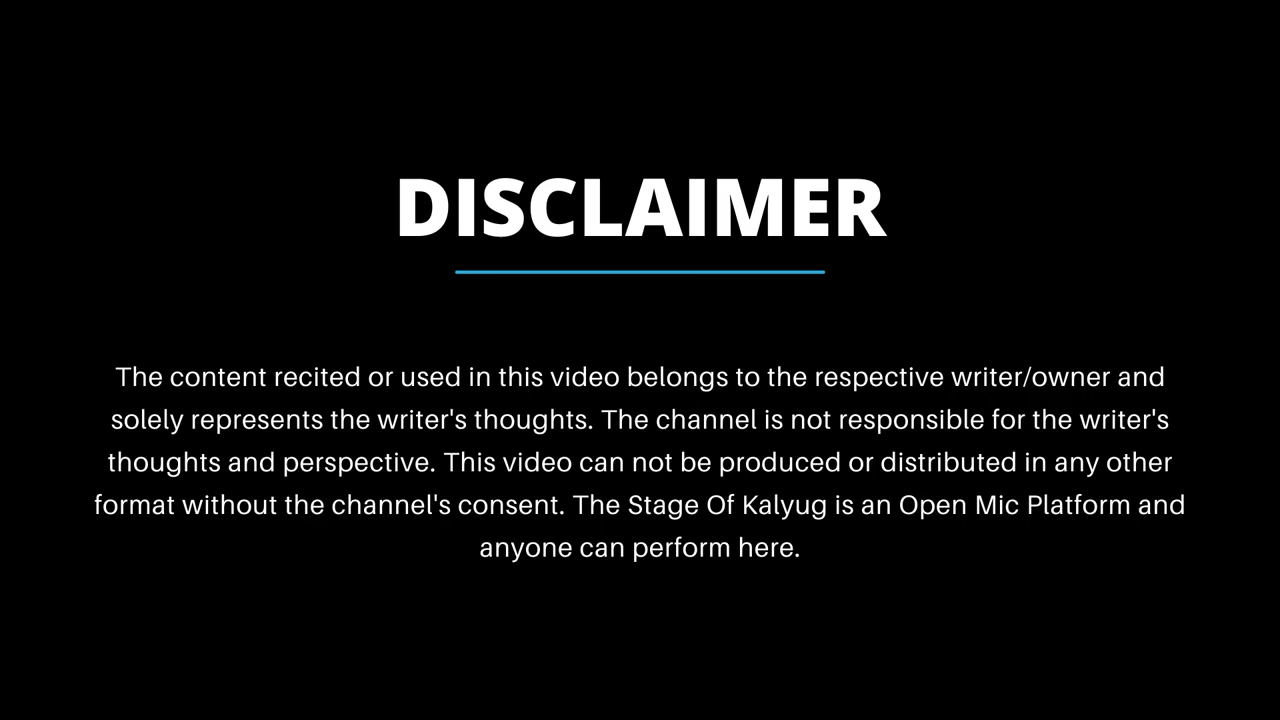 DISCLAIMER
The content recited or used in this video belongs to the respective writer/owner and
solely represents the writer's thoughts. The channel is not responsible for the writer's
thoughts and perspective. This video can not be produced or distributed in any other
format without the channel's consent. The Stage Of Kalyug is an Open Mic Platform and
anyone can perform here.